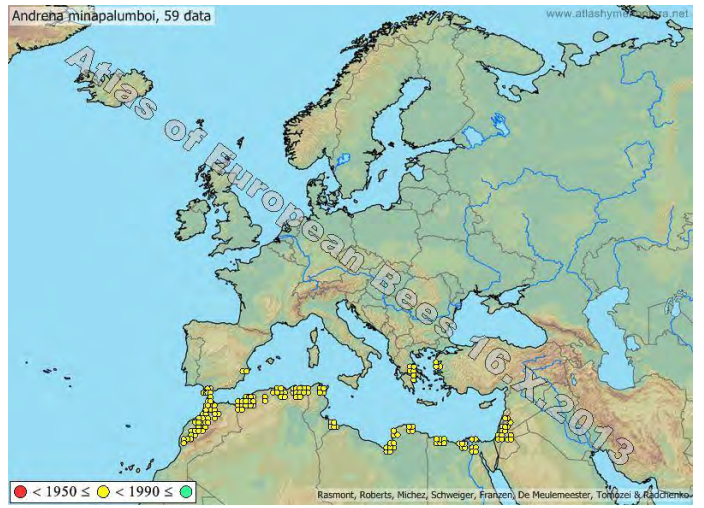 Andrena minapalumboi, 59 data
www.atlashymenoptera.net
Atlas of European Bees 16.X.2013
< 1950 ≤ < 1990 ≤
Rasmont, Roberts, Michez, Schweiger, Franzen, De Meulemeester, Tomozei & Radchenko